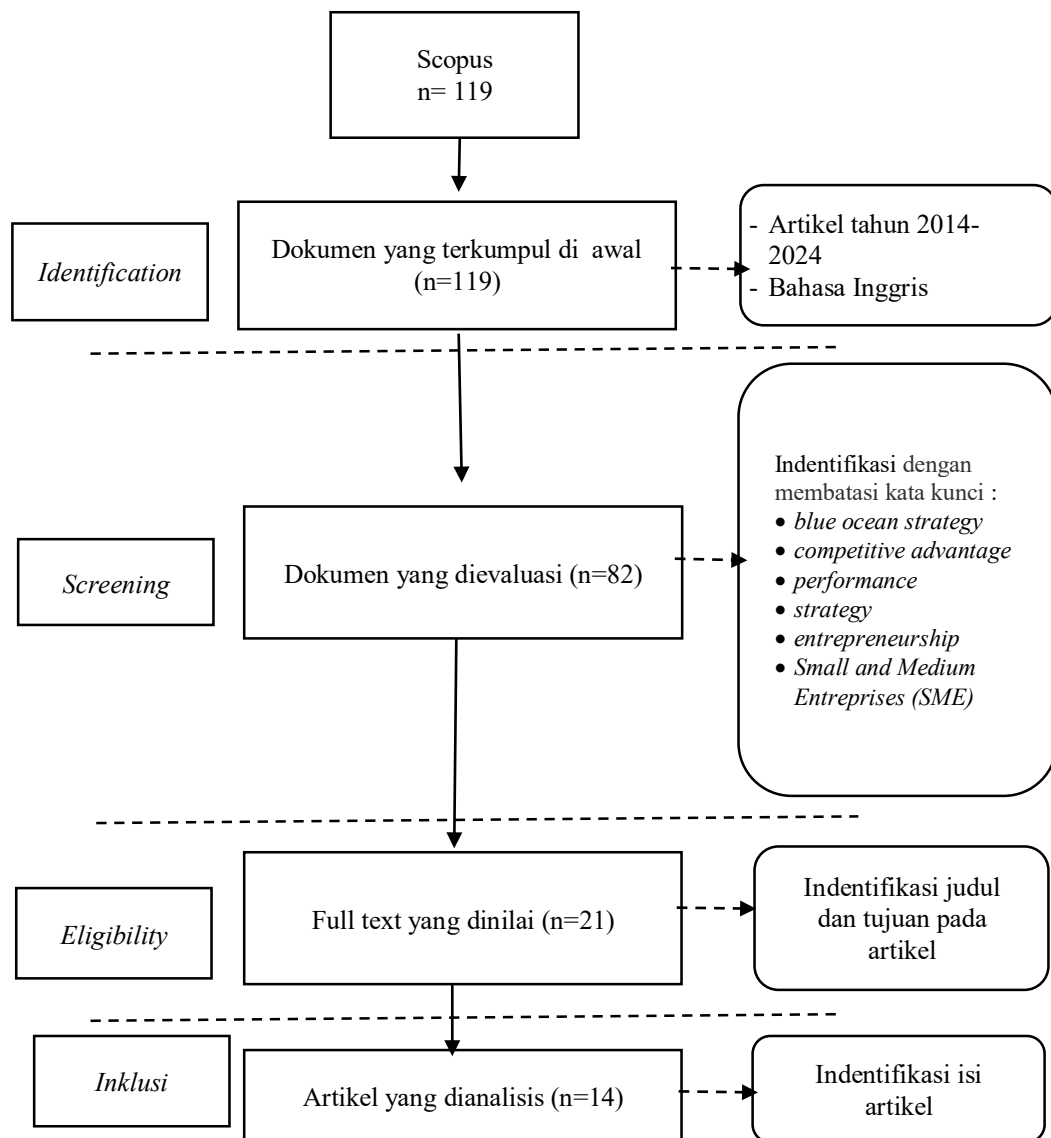 Scopus
n= 119
Identification
Dokumen yang terkumpul di awal
(n=119)
- Artikel tahun 2014-
2024
- Bahasa Inggris
Screening
Dokumen yang dievaluasi (n=82)
Indentifikasi dengan
membatasi kata kunci :
• blue ocean strategy
• competitive advantage
• performance
• strategy
• entrepreneurship
• Small and Medium
Entreprises (SME)
Eligibility
Full text yang dinilai (n=21)
Indentifikasi judul
dan tujuan pada
artikel
Inklusi
Artikel yang dianalisis (n=14)
Indentifikasi isi
artikel